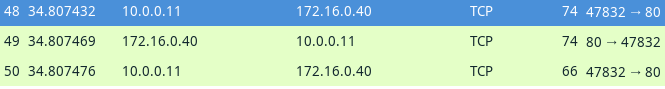 48 34.807432 10.0.0.11 172.16.0.40 TCP 74 47832 → 80
49 34.807469 172.16.0.40 10.0.0.11 TCP 74 80 → 47832
50 34.807476 10.0.0.11 172.16.0.40 TCP 66 47832 → 80